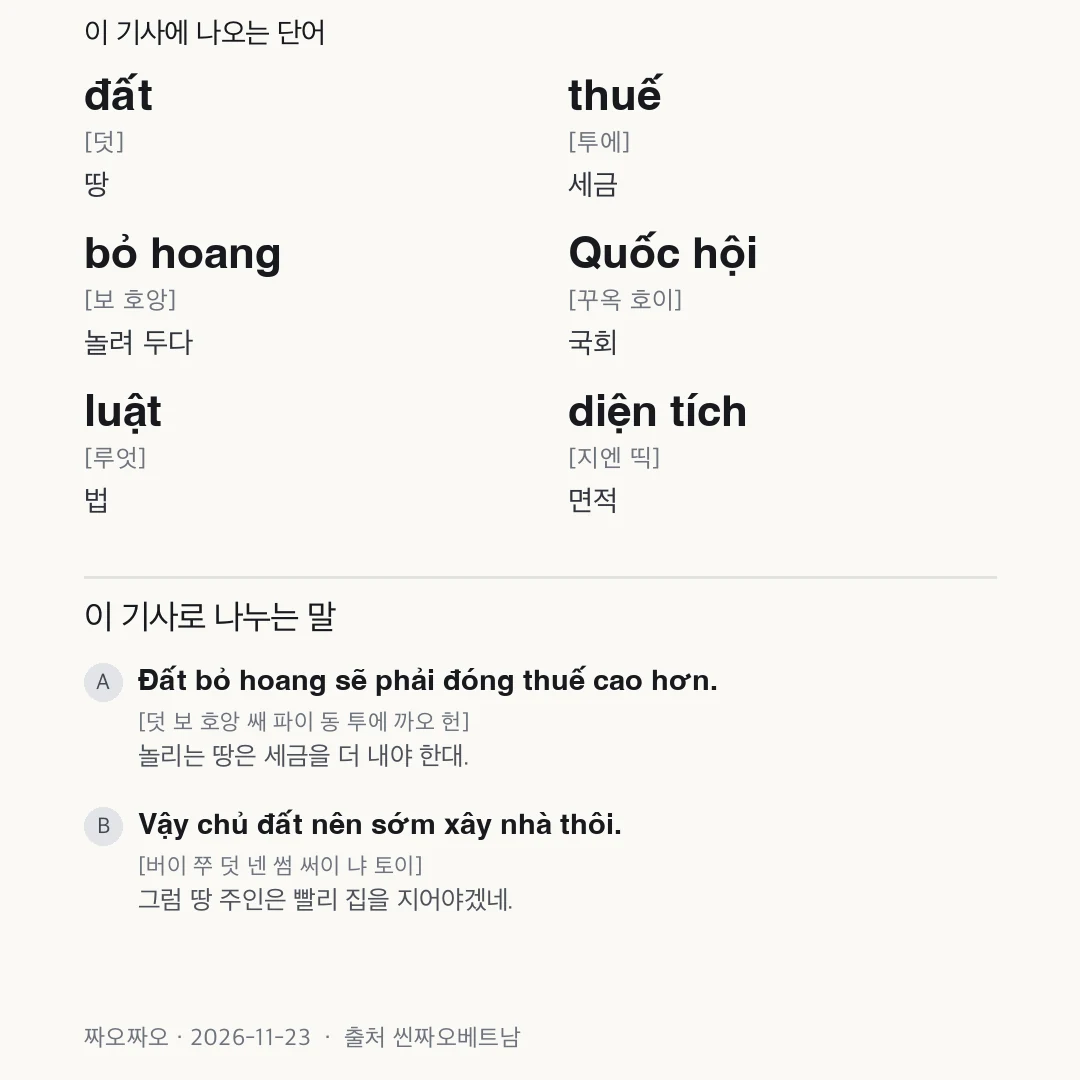 이 기사에 나오는 단어
đất
[덧]
땅
thuế
[투에]
세금
bỏ hoang
[보 호앙]
놀려 두다
Quốc hội
[꾸옥 호이]
국회
luật
[루엇]
법
diện tích
[지엔 띡]
면적
이 기사로 나누는 말
A
Đất bỏ hoang sẽ phải đóng thuế cao hơn.
[덧 보 호앙 쌔 파이 동 투에 까오 헌]
놀리는 땅은 세금을 더 내야 한대.
B
Vậy chủ đất nên sớm xây nhà thôi.
[버이 쭈 덧 넨 썸 써이 냐 토이]
그럼 땅 주인은 빨리 집을 지어야겠네.
짜오짜오 · 2026-11-23 · 출처 씬짜오베트남